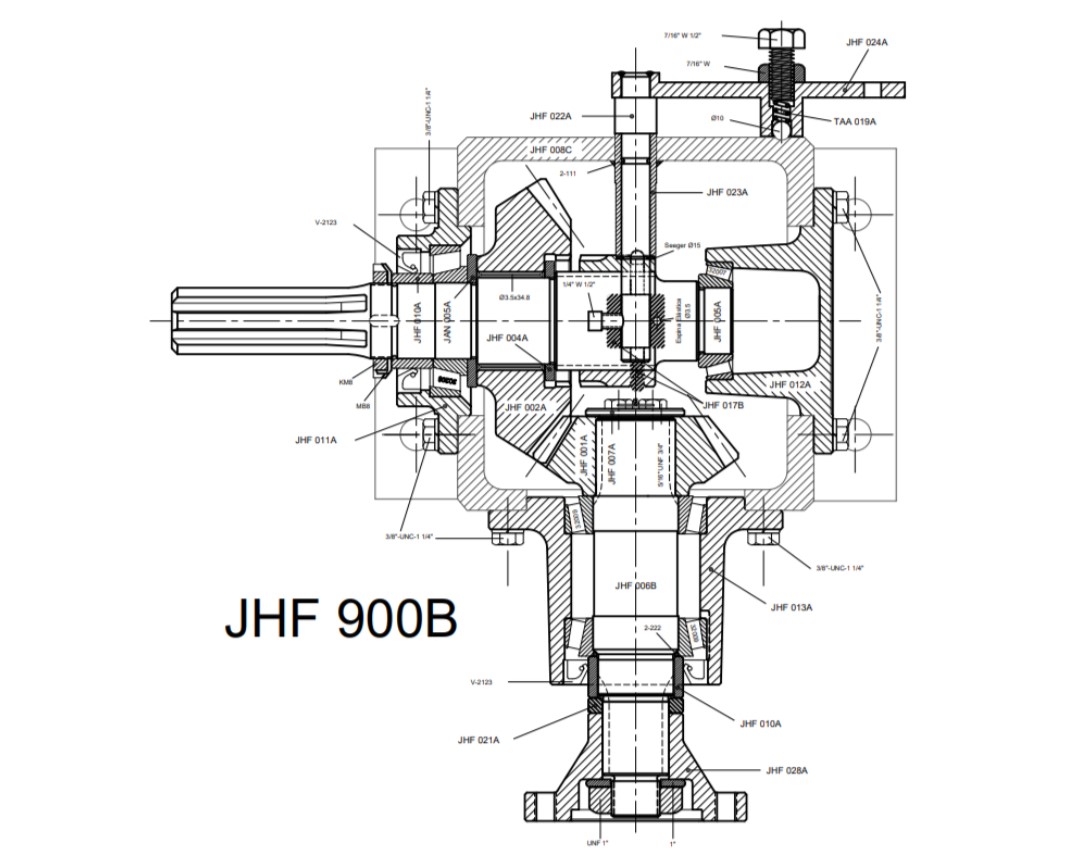 7/16" W 1/2"
JHF 024A
7/16" W
3/8"-UNC-1 1/4"
JHF 022A
Ø10
TAA 019A
JHF 008C
2-111
JHF 023A
V-2123
Seeger Ø15
32007
1/4" W 1/2"
Ø3.5x34.8
JHF 010A
JAN 005A
Espina Elástica
Ø3.5
JHF 005A
3/8"-UNC-1 1/4"
JHF 004A
KM8
MB8
JHF 012A
JHF 002A
JHF 017B
JHF 011A
JHF 001A
JHF 007A
5/16" UNF 3/4"
32009
3/8"-UNC-1 1/4"
3/8"-UNC-1 1/4"
JHF 006B
JHF 013A
JHF 900B
2-222
V-2123
JHF 010A
JHF 021A
JHF 028A
UNF 1"
1"